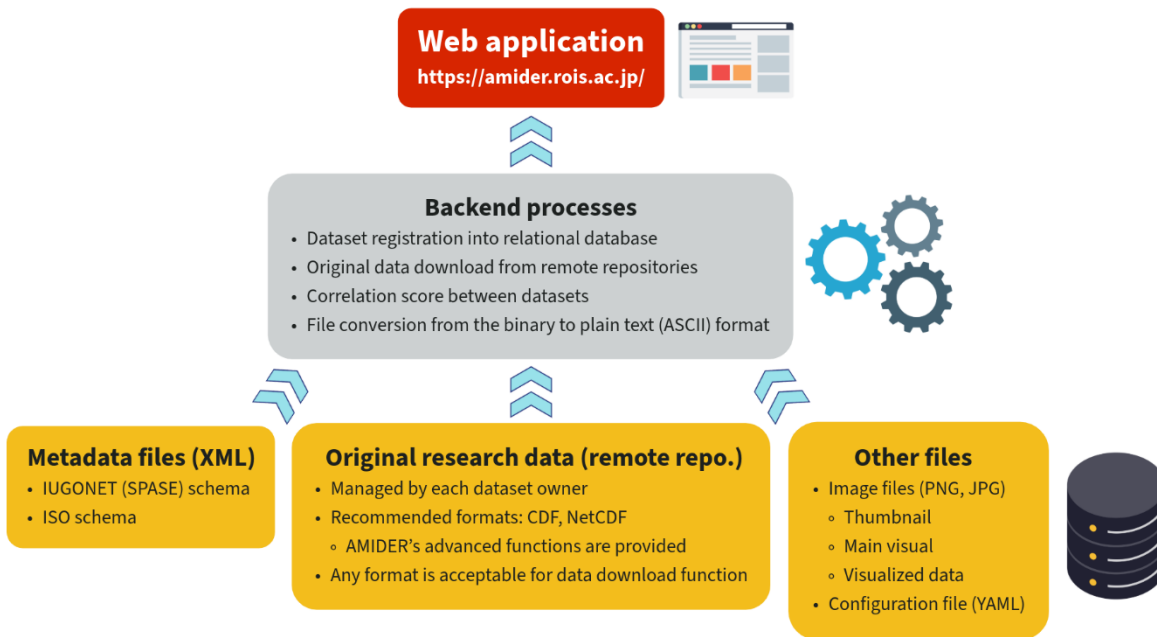 Web application
https://amider.rois.ac.jp/
Backend processes
• Dataset registration into relational database
• Original data download from remote repositories
• Correlation score between datasets
• File conversion from the binary to plain text (ASCII) format
Metadata files (XML)
• IUGONET (SPASE) schema
• ISO schema
Original research data (remote repo.)
• Managed by each dataset owner
• Recommended formats: CDF, NetCDF
◦ AMIDER’s advanced functions are provided
• Any format is acceptable for data download function
Other files
• Image files (PNG, JPG)
◦ Thumbnail
◦ Main visual
◦ Visualized data
• Configuration file (YAML)